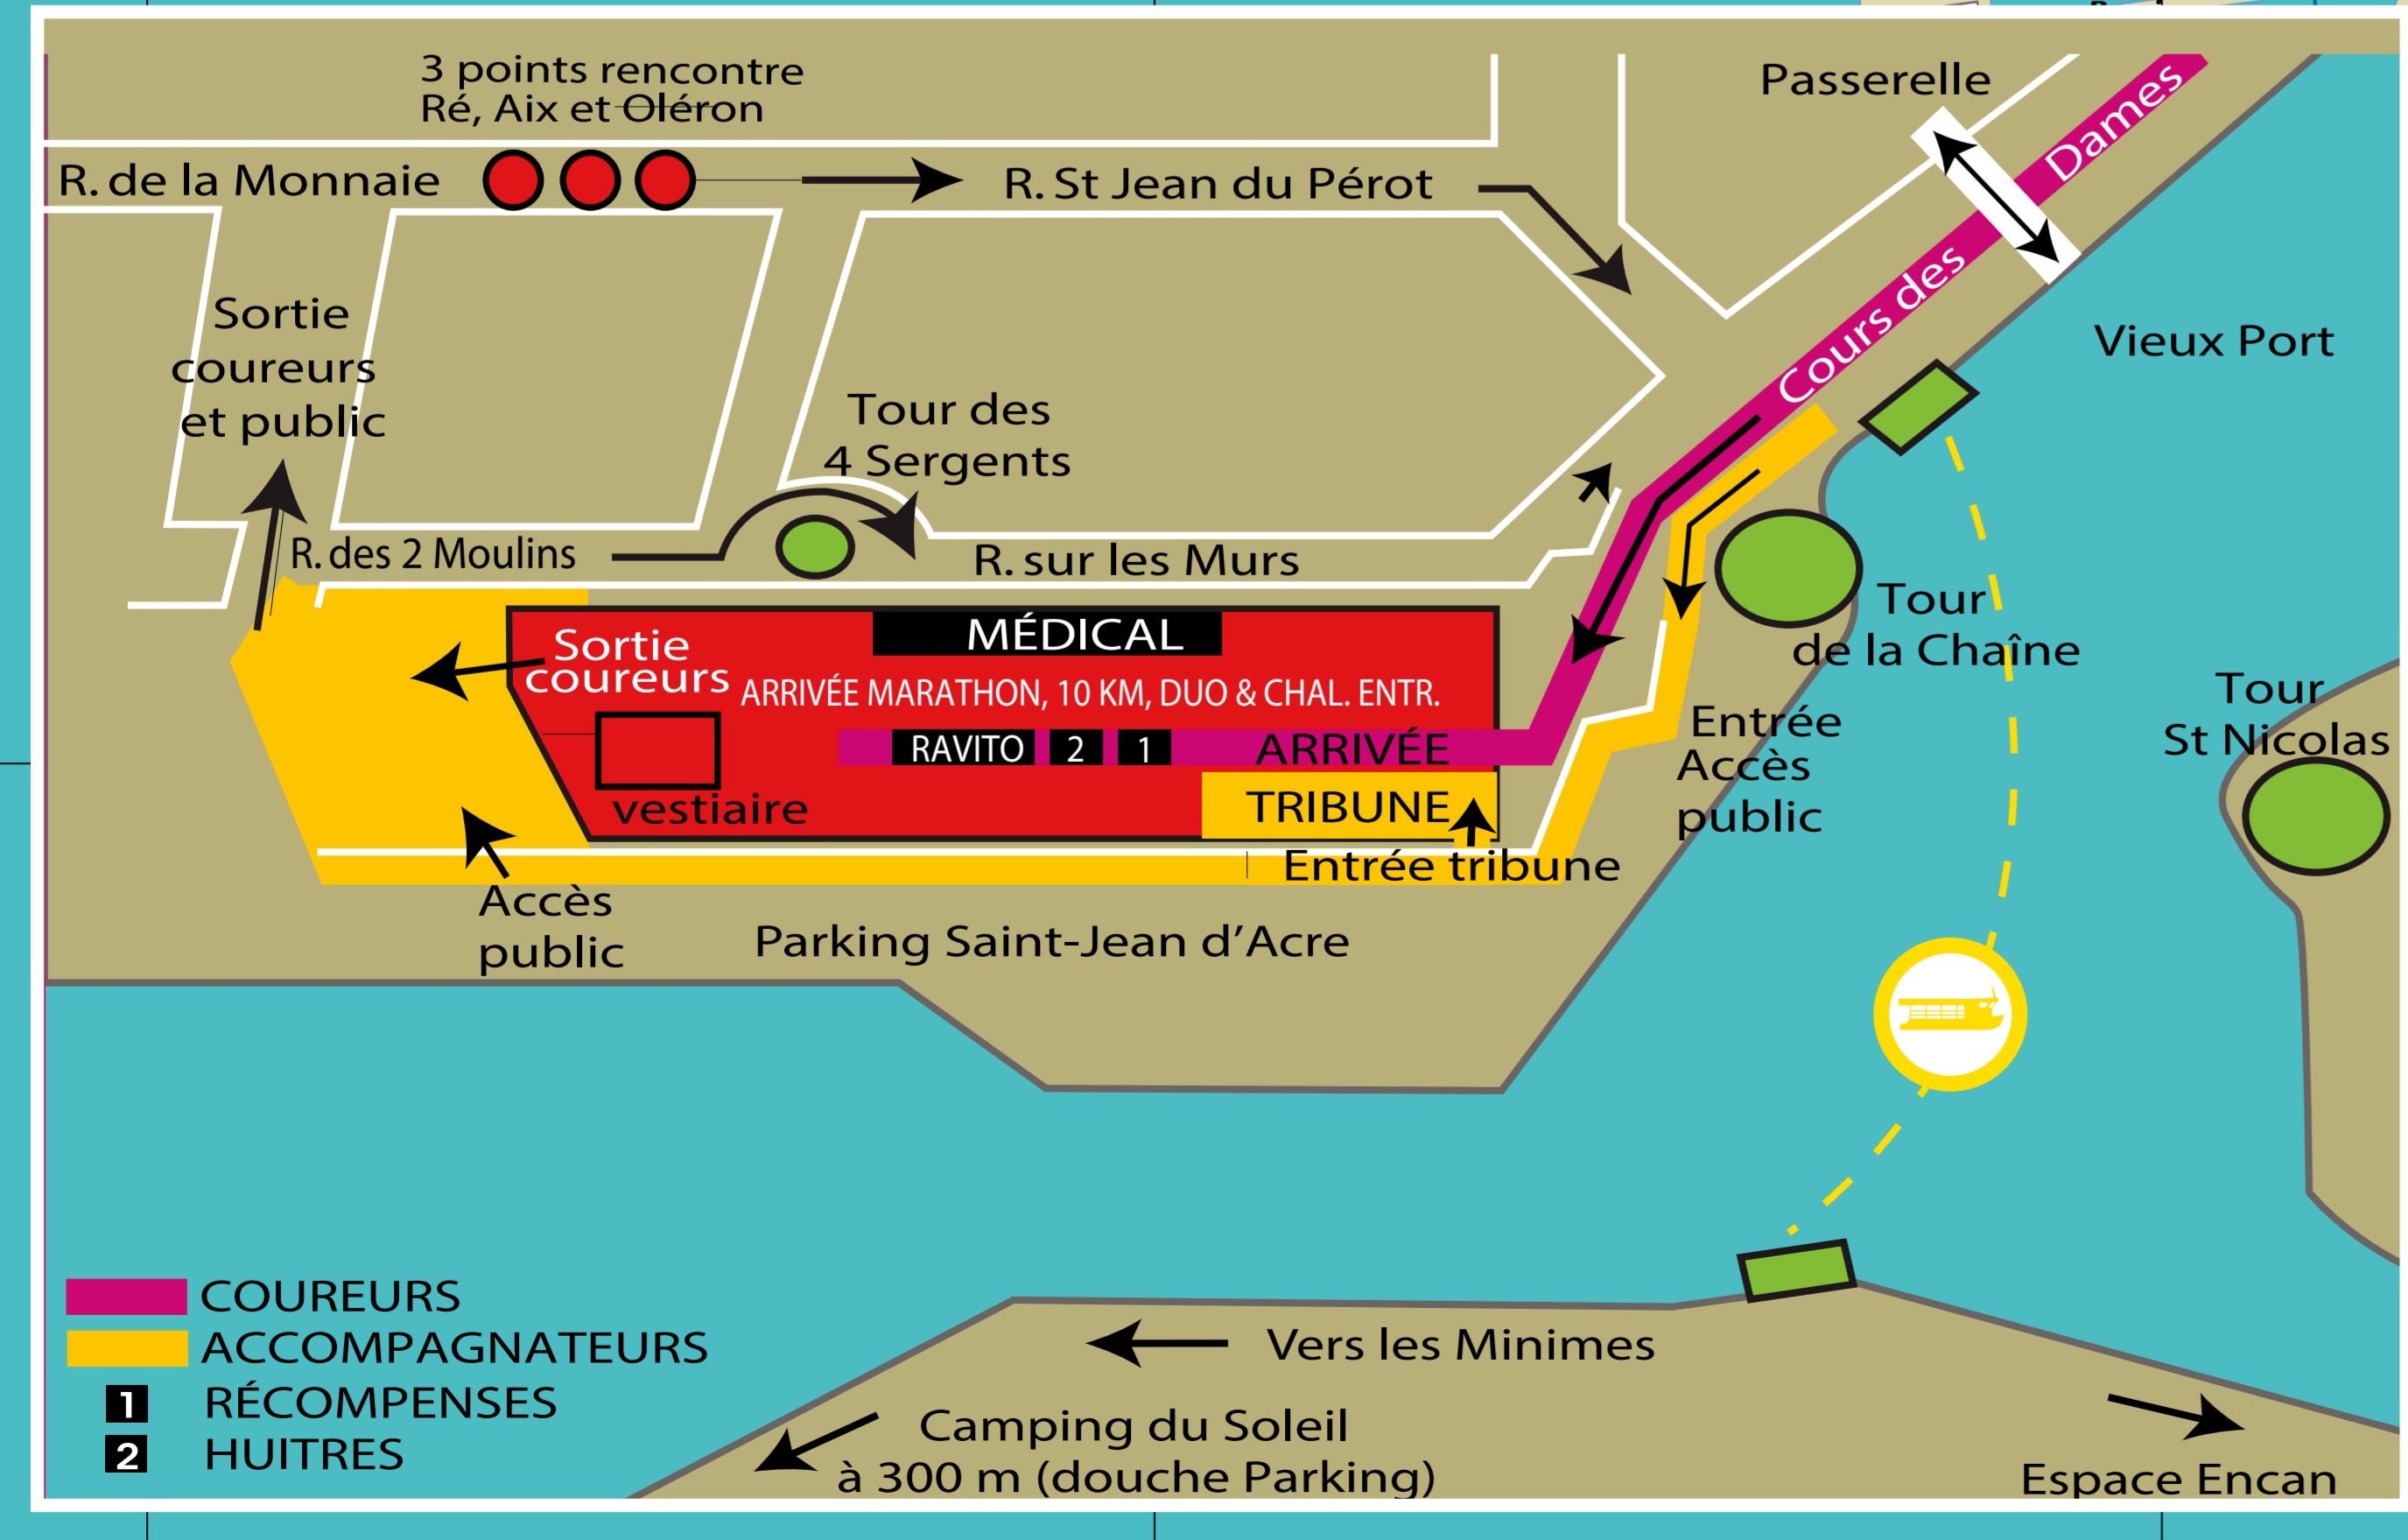 3 points rencontre
Ré, Aix et Oléron
Passerelle
R. de la Monnaie
R. St Jean du Pérot
Cours des Dames
Vieux Port
Sortie
coureurs
et public
Tour des
4 Sergents
R. des 2 Moulins
R. sur les Murs
Tour
de la Chaîne
Tour
St Nicolas
MÉDICAL
Sortie
coureurs
ARRIVÉE MARATHON, 10 KM, DUO & CHAL. ENTR.
RAVITO 2 1 ARRIVÉE
Entrée
Accès
public
vestiaire
TRIBUNE
Entrée tribune
Accès
public
Parking Saint-Jean d’Acre
COUREURS
ACCOMPAGNATEURS
1 RÉCOMPENSES
2 HUITRES
Vers les Minimes
Camping du Soleil
à 300 m (douche Parking)
Espace Encan